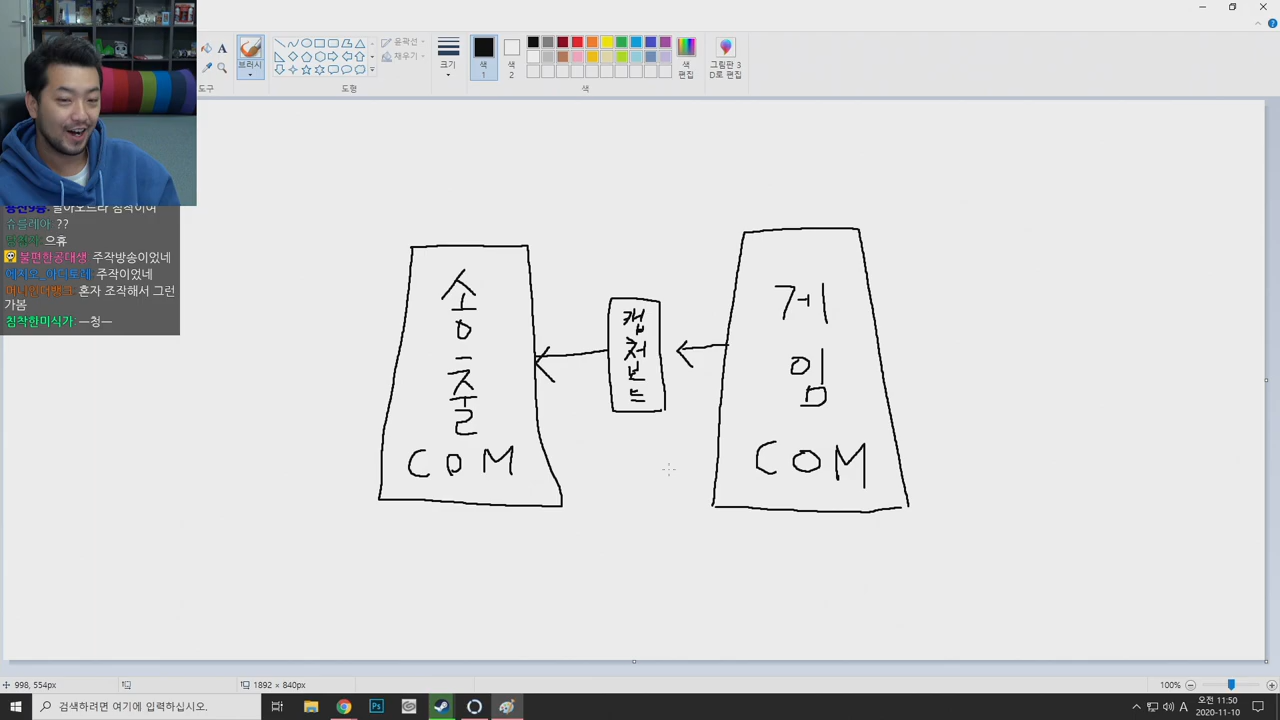 도구
브러시
도형
윤곽선
채우기
크기
색
1
색
2
색
편집
그림판 3
D로 편집
색
슈를레아: ??
으휴
불편한공대생: 주작방송이었네
주작이었네
혼자 조작해서 그런
가봄
침착한미식가: ㅡ청ㅡ
송출
COM
캡처보드
게임
COM
998, 554px
1892 × 840px
100%
검색하려면 여기에 입력하십시오.
Ps
A
오전 11:50
2020-11-10